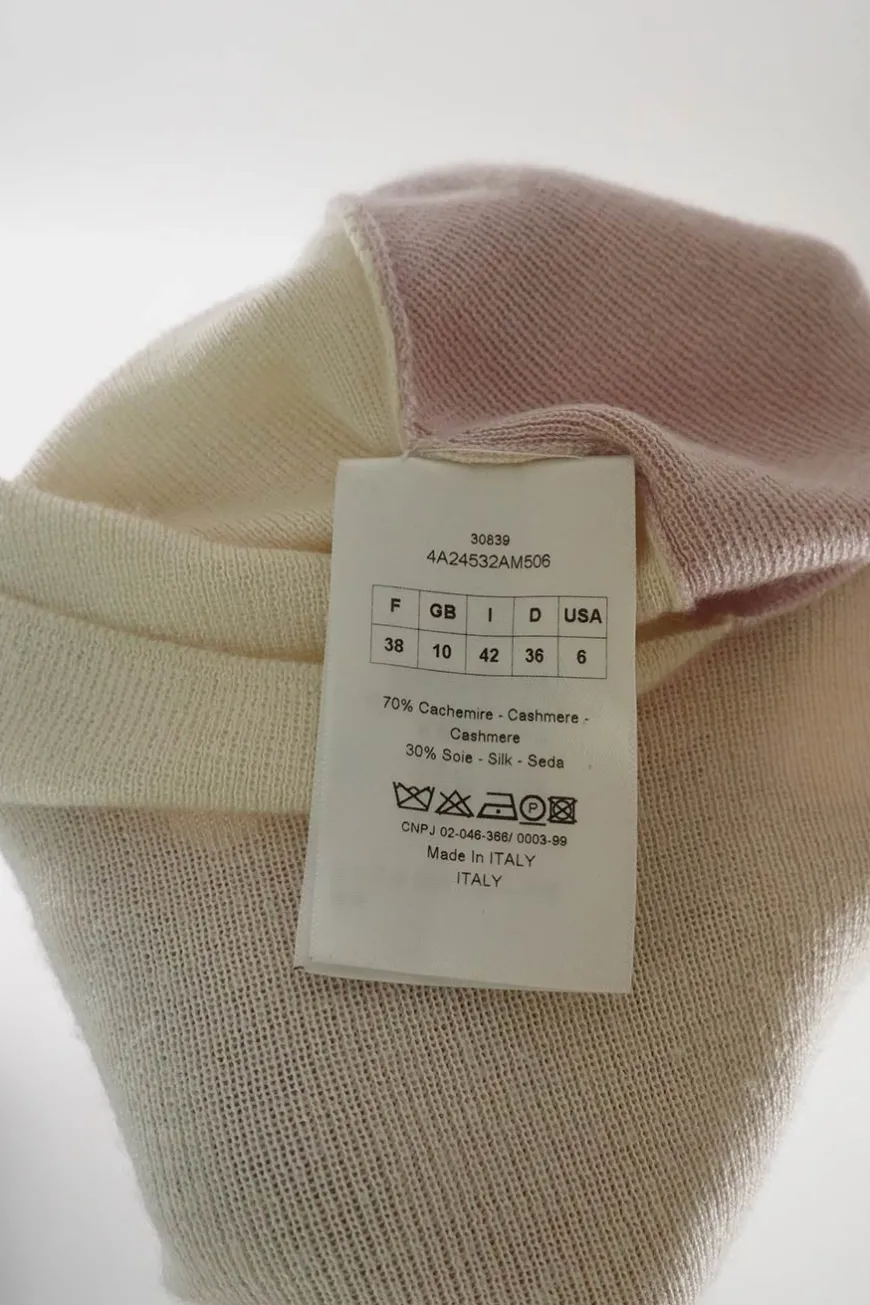 30839
4A24532AM506
F GB I D USA
38 10 42 36 6
70% Cachemire - Cashmere -
Cashmere
30% Soie - Silk - Seda
P
CNPJ 02-046-366/ 0003-99
Made In ITALY
ITALY